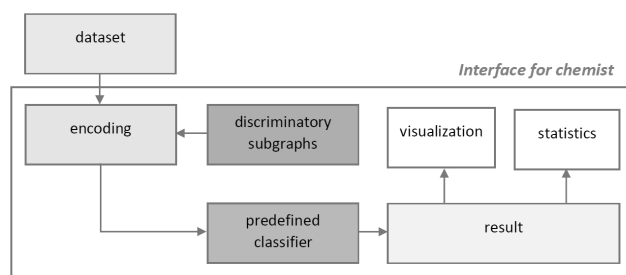 dataset
Interface for chemist
encoding
discriminatory
subgraphs
visualization
statistics
predefined
classifier
result